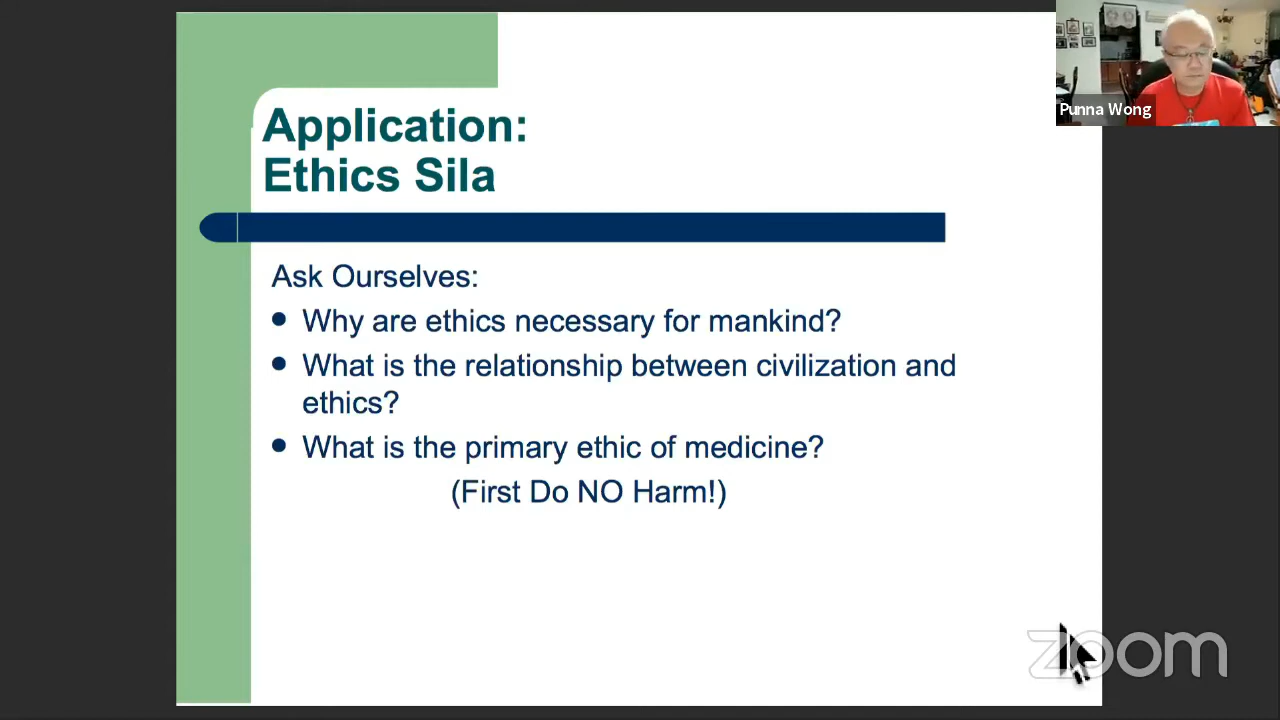 Application:
Ethics Sila
Ask Ourselves:
Why are ethics necessary for mankind?
What is the relationship between civilization and
ethics?
What is the primary ethic of medicine?
(First Do NO Harm!)
Punna Wong
zoom